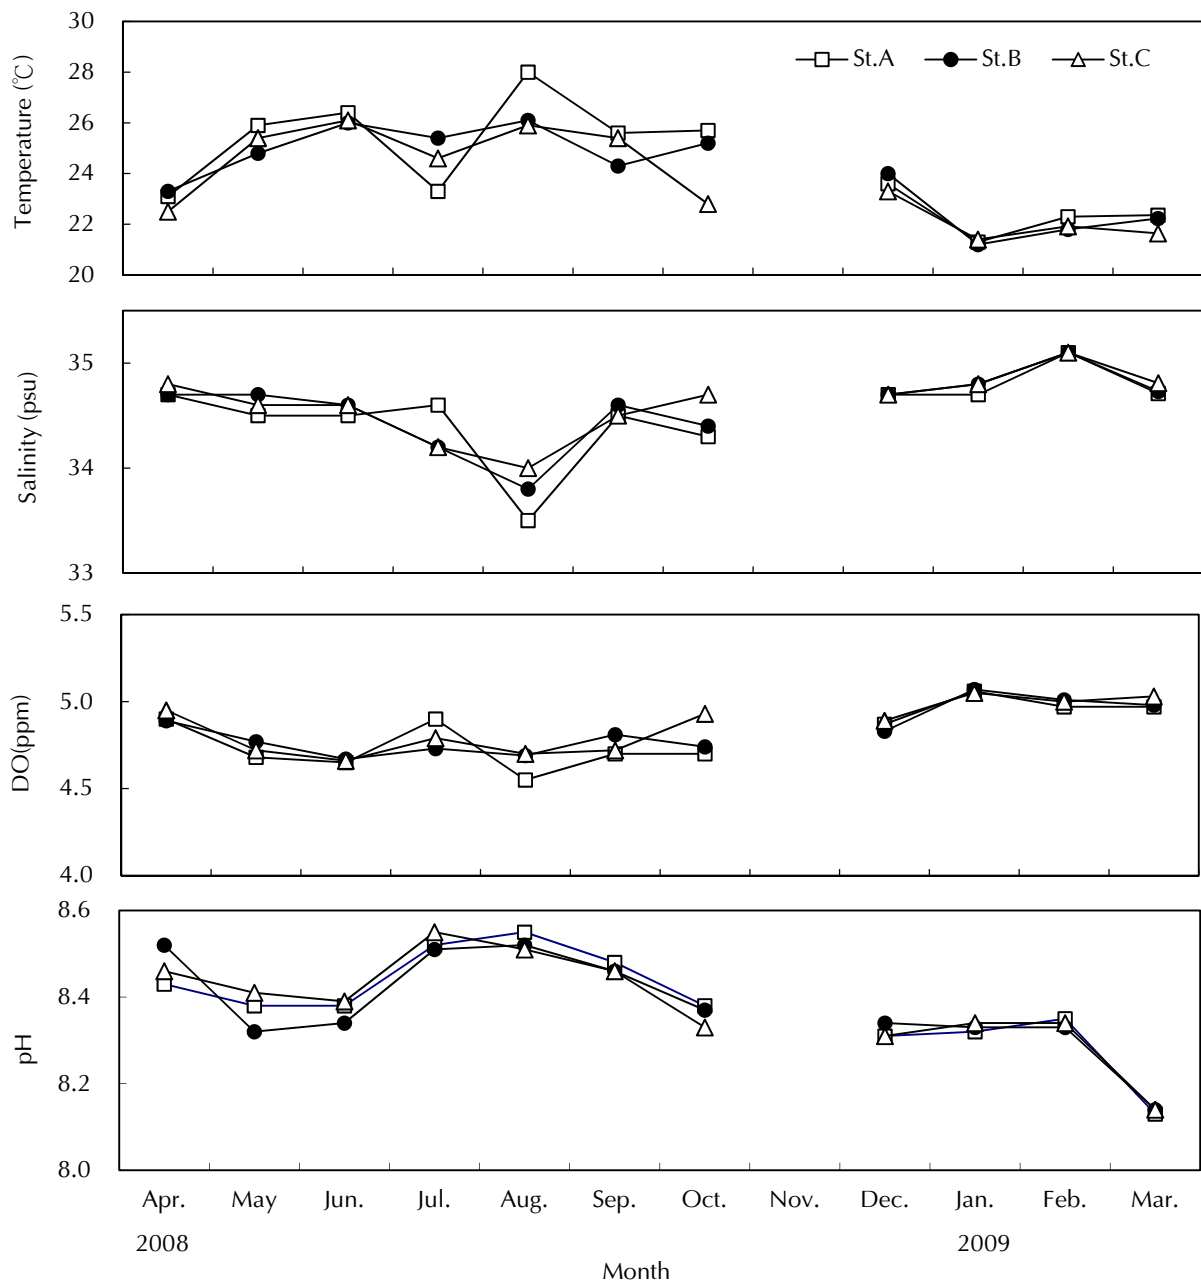 Temperature (℃)
30
28
26
24
22
20
St.A St.B St.C
Salinity (psu)
35
34
33
DO(ppm)
5.5
5.0
4.5
4.0
pH
8.6
8.4
8.2
8.0
Apr. May Jun. Jul. Aug. Sep. Oct. Nov. Dec. Jan. Feb. Mar.
2008 2009
Month